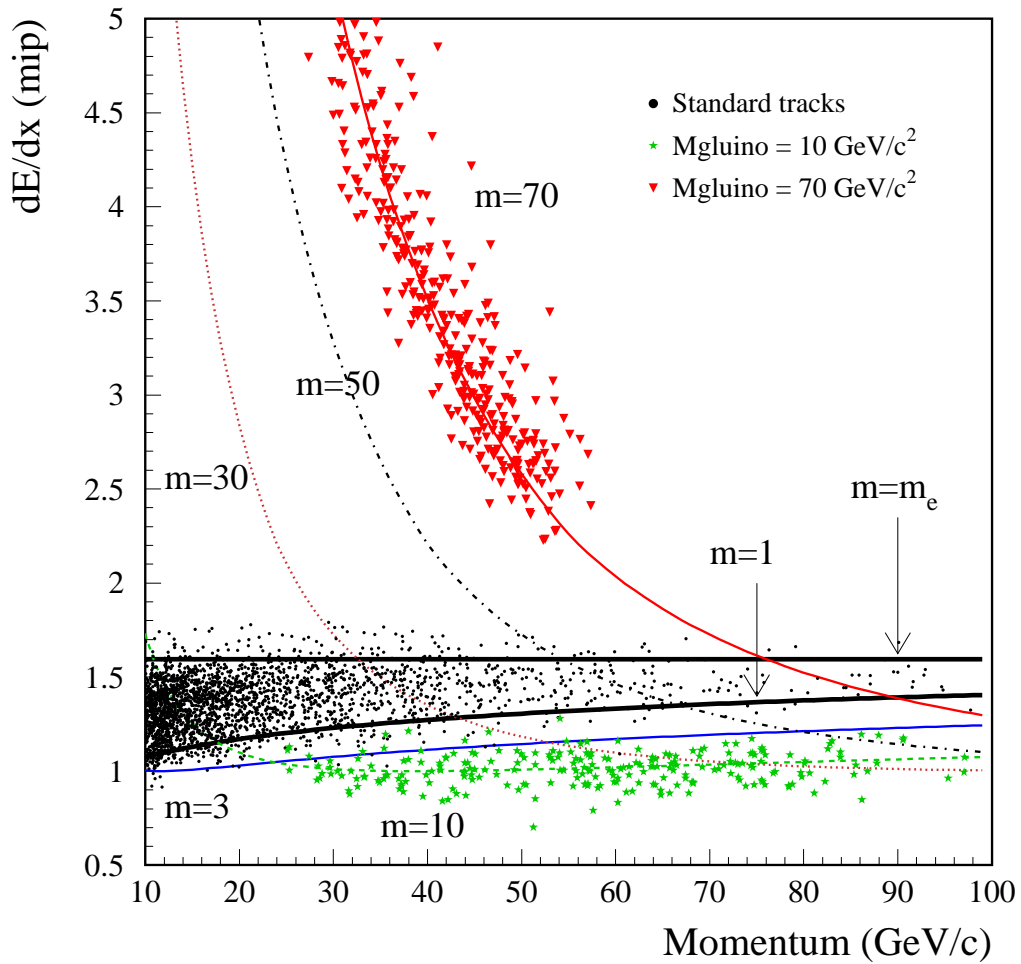 dE/dx (mip)
5
4.5
4
3.5
3
2.5
2
1.5
1
0.5
Standard tracks
Mgluino = 10 GeV/c²
Mgluino = 70 GeV/c²
m=70
m=50
m=30
m=mₑ
m=1
m=3
m=10
10 20 30 40 50 60 70 80 90 100
Momentum (GeV/c)